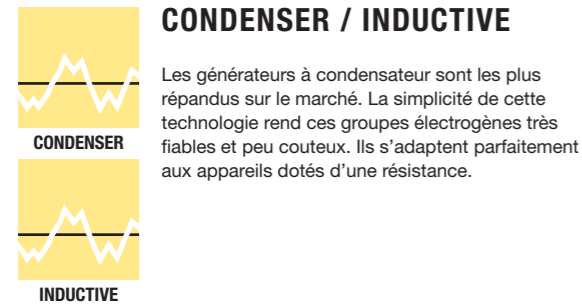 CONDENSER / INDUCTIVE
Les générateurs à condensateur sont les plus
répandus sur le marché. La simplicité de cette
technologie rend ces groupes électrogènes très
fiables et peu couteux. Ils s’adaptent parfaitement
aux appareils dotés d’une résistance.
CONDENSER
INDUCTIVE